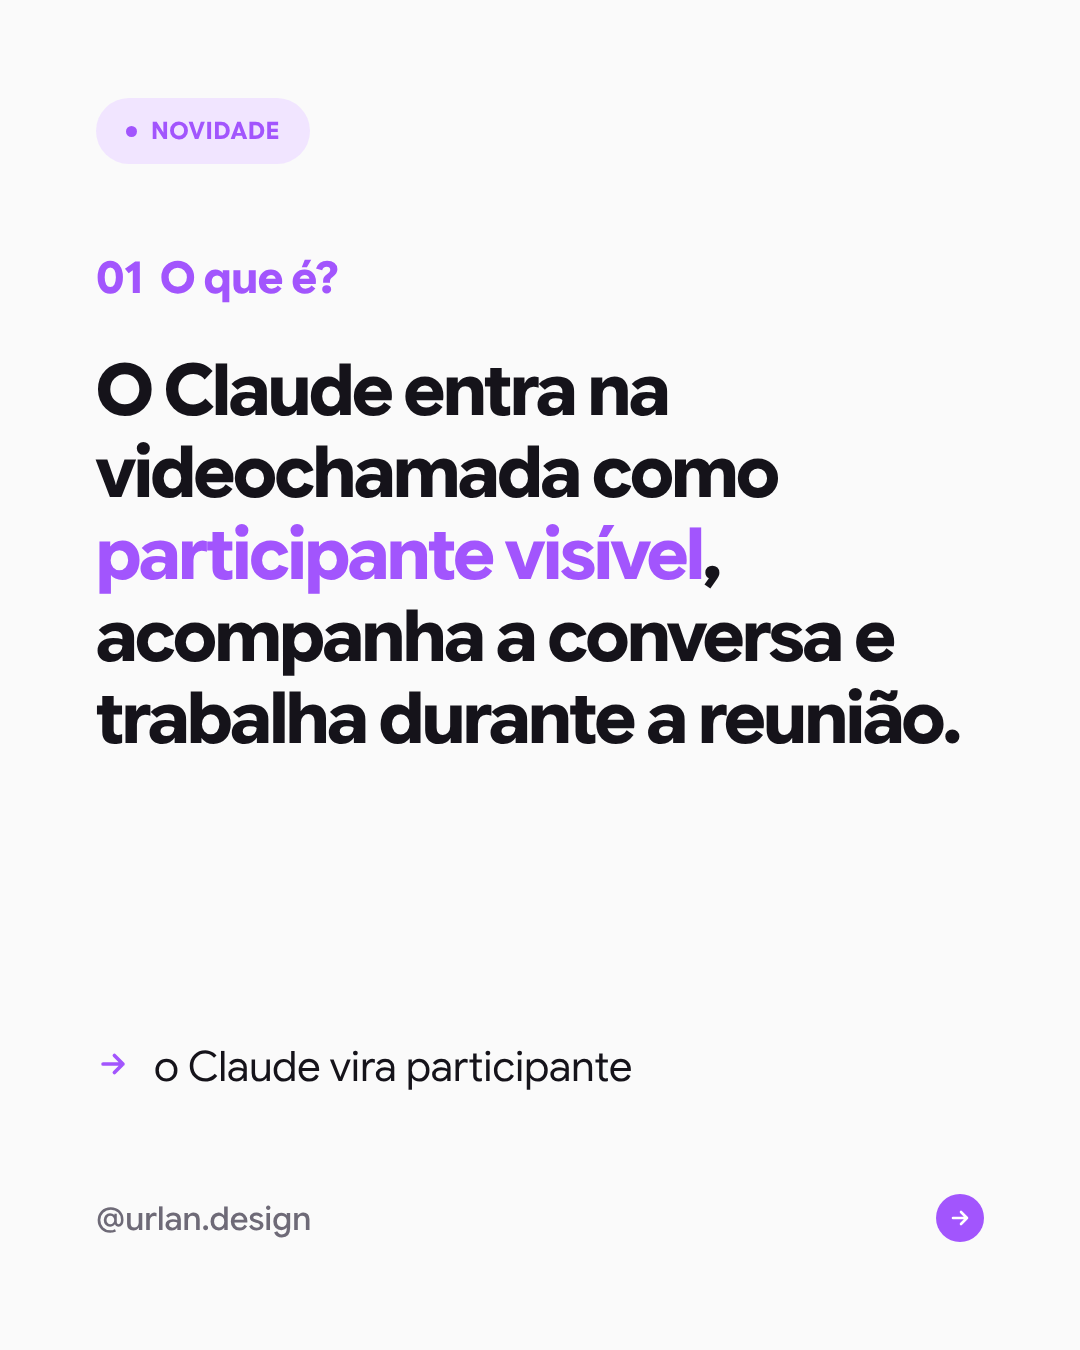 NOVIDADE
01 O que é?
O Claude entra na
videochamada como
participante visível,
acompanha a conversa e
trabalha durante a reunião.
→ o Claude vira participante
@urlan.design
→